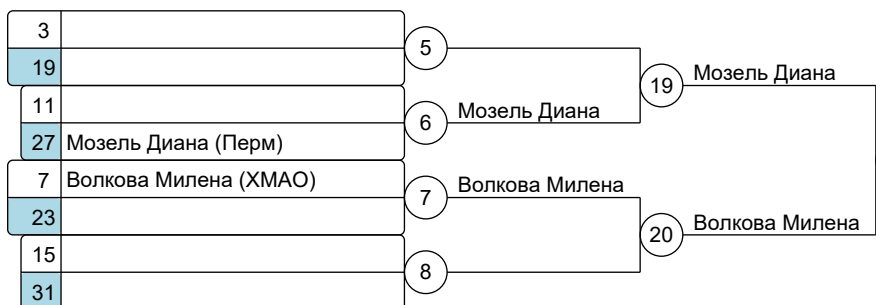 3
5
19
19 Мозель Диана
11
6 Мозель Диана
27 Мозель Диана (Перм)
7 Волкова Милена (ХМАО)
7 Волкова Милена
23
20 Волкова Милена
15
8
31